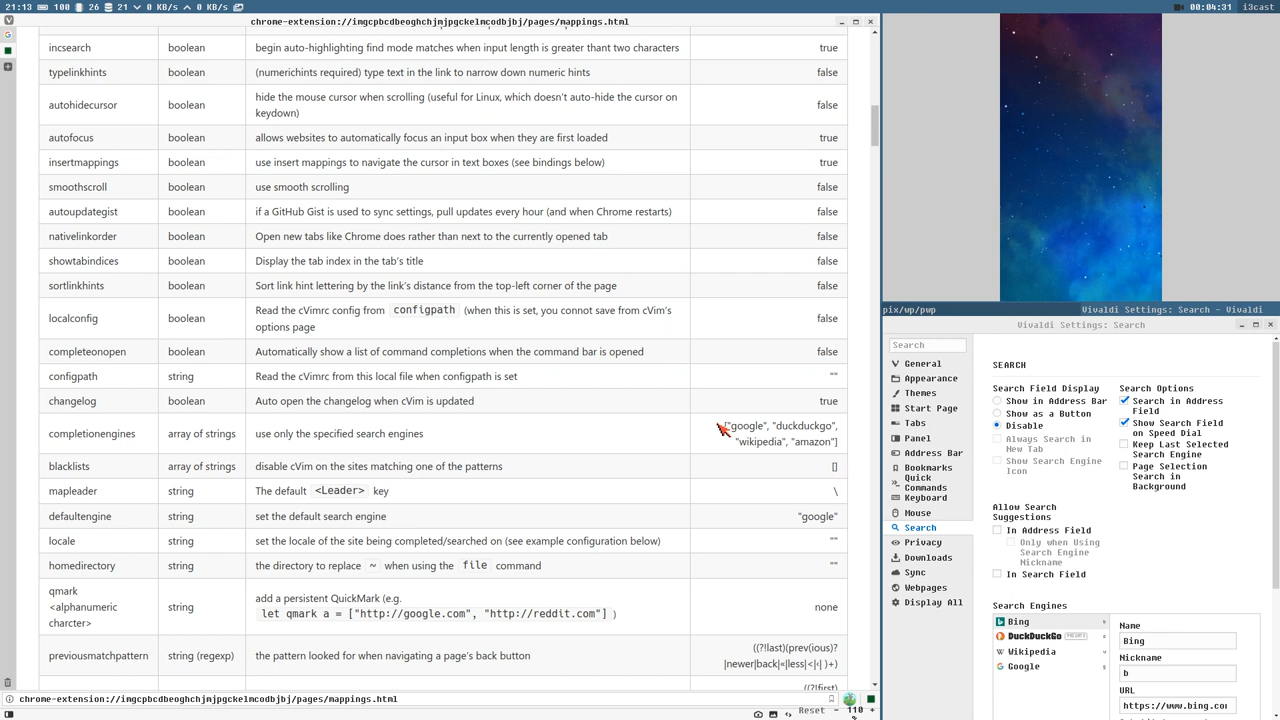 21:13 110 100 26 21 0 KB/s 0 KB/s
00:04:31 i3cast
chrome-extension://imgcpbcdbeoghchjmjpgckelmcodbjbj/pages/mappings.html
incsearch boolean begin auto-highlighting find mode matches when input length is greater thant two characters true
typelinkhints boolean (numerichints required) type text in the link to narrow down numeric hints false
autohidecursor boolean hide the mouse cursor when scrolling (useful for Linux, which doesn't auto-hide the cursor on false
keydown)
autofocus boolean allows websites to automatically focus an input box when they are first loaded true
insertmappings boolean use insert mappings to navigate the cursor in text boxes (see bindings below) true
smoothscroll boolean use smooth scrolling false
autoupdategist boolean if a GitHub Gist is used to sync settings, pull updates every hour (and when Chrome restarts) false
nativelinkorder boolean Open new tabs like Chrome does rather than next to the currently opened tab false
showtabindices boolean Display the tab index in the tab's title false
sortlinkhints boolean Sort link hint lettering by the link's distance from the top-left corner of the page false
localconfig boolean Read the cVimrc config from configpath (when this is set, you cannot save from cVim's false
options page
completeonopen boolean Automatically show a list of command completions when the command bar is opened false
configpath string Read the cVimrc from this local file when configpath is set ""
changelog boolean Auto open the changelog when cVim is updated true
completionengines array of strings use only the specified search engines ["google", "duckduckgo",
"wikipedia", "amazon"]
blacklists array of strings disable cVim on the sites matching one of the patterns []
mapleader string The default <Leader> key \
defaultengine string set the default search engine "google"
locale string set the locale of the site being completed/searched on (see example configuration below) ""
homedirectory string the directory to replace ~ when using the file command ""
qmark
<alphanumeric
charcter> string add a persistent QuickMark (e.g.
let qmark a = ["http://google.com", "http://reddit.com"] ) none
previousmatchpattern string (regexp) the pattern looked for when navigating a page's back button ((?!last)(prev(ious)?
|newer|back|«|less|<|‹| )+)
((?!first)
chrome-extension://imgcpbcdbeoghchjmjpgckelmcodbjbj/pages/mappings.html
Reset - 110 ~
pix/wp/pwp Vivaldi Settings: Search - Vivaldi
Vivaldi Settings: Search
Search
General
Appearance
Themes
Start Page
Tabs
Panel
Address Bar
Bookmarks
Quick
Commands
Keyboard
Mouse
Search
Privacy
Downloads
Sync
Webpages
Display All
SEARCH
Search Field Display
Show in Address Bar
Show as a Button
Disable
Always Search in
New Tab
Show Search Engine
Icon
Search Options
Search in Address
Field
Show Search Field
on Speed Dial
Keep Last Selected
Search Engine
Page Selection
Search in
Background
Allow Search
Suggestions
In Address Field
Only when Using
Search Engine
Nickname
In Search Field
Search Engines
Bing b
DuckDuckGo
Wikipedia w
Google
Name
Bing
Nickname
b
URL
https://www.bing.co